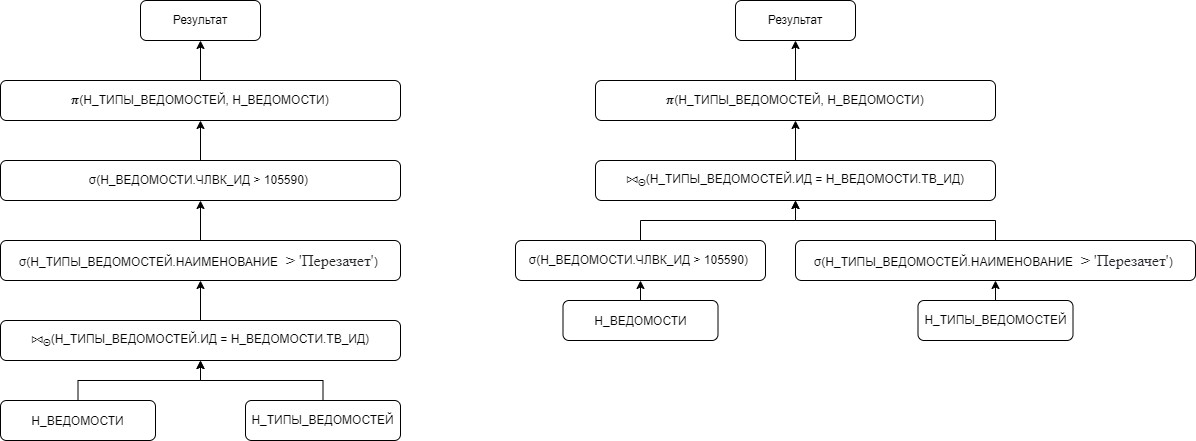 Результат
π(Н_ТИПЫ_ВЕДОМОСТЕЙ, Н_ВЕДОМОСТИ)
σ(Н_ВЕДОМОСТИ.ЧЛВК_ИД > 105590)
σ(Н_ТИПЫ_ВЕДОМОСТЕЙ.НАИМЕНОВАНИЕ > 'Перезачет')
⋈Θ(Н_ТИПЫ_ВЕДОМОСТЕЙ.ИД = Н_ВЕДОМОСТИ.ТВ_ИД)
Н_ВЕДОМОСТИ
Н_ТИПЫ_ВЕДОМОСТЕЙ
Результат
π(Н_ТИПЫ_ВЕДОМОСТЕЙ, Н_ВЕДОМОСТИ)
⋈Θ(Н_ТИПЫ_ВЕДОМОСТЕЙ.ИД = Н_ВЕДОМОСТИ.ТВ_ИД)
σ(Н_ВЕДОМОСТИ.ЧЛВК_ИД > 105590)
σ(Н_ТИПЫ_ВЕДОМОСТЕЙ.НАИМЕНОВАНИЕ > 'Перезачет')
Н_ВЕДОМОСТИ
Н_ТИПЫ_ВЕДОМОСТЕЙ